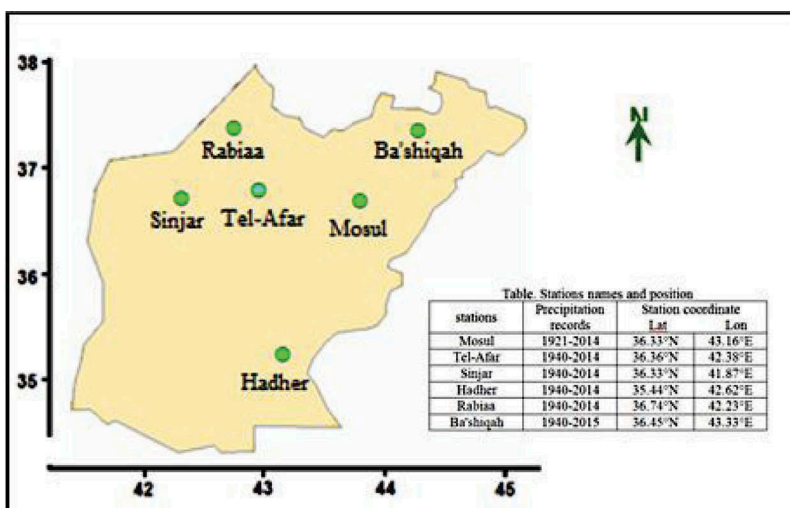 38
N
Rabiaa
Ba'shiqah
37
Sinjar
Tel-Afar
Mosul
36
Table. Stations names and position
stations Precipitation records Station coordinate
Lat Lon
Mosul 1921-2014 36.33°N 43.16°E
Tel-Afar 1940-2014 36.36°N 42.38°E
Sinjar 1940-2014 36.33°N 41.87°E
Hadher 1940-2014 35.44°N 42.62°E
Rabiaa 1940-2014 36.74°N 42.23°E
Ba'shiqah 1940-2015 36.45°N 43.33°E
35
Hadher
42 43 44 45